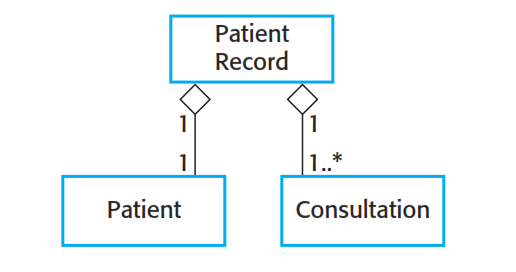 Patient
Record
1
1
1
1..*
Patient
Consultation